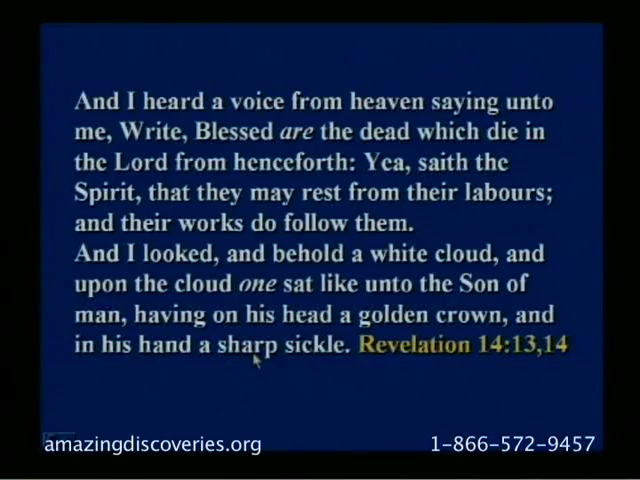 And I heard a voice from heaven saying unto
me, Write, Blessed are the dead which die in
the Lord from henceforth: Yea, saith the
Spirit, that they may rest from their labours;
and their works do follow them.
And I looked, and behold a white cloud, and
upon the cloud one sat like unto the Son of
man, having on his head a golden crown, and
in his hand a sharp sickle. Revelation 14:13,14
amazingdiscoveries.org 1-866-572-9457